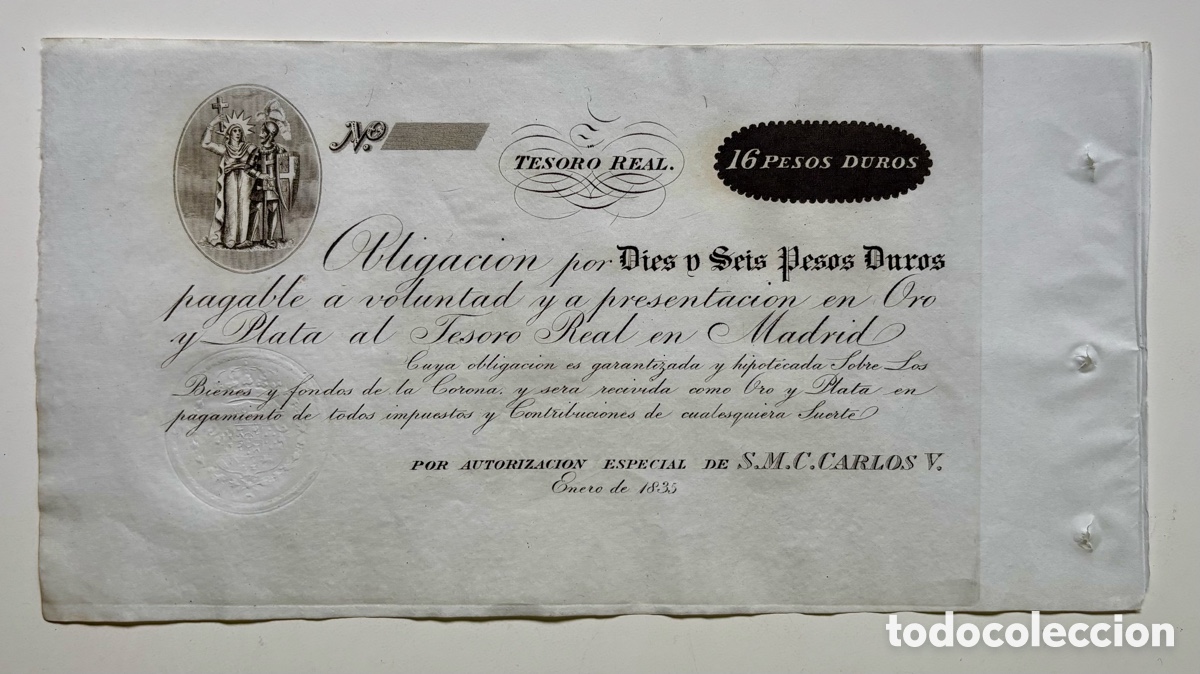 Nº.
TESORO REAL.
16 PESOS DUROS
Obligacion por Dies y Seis Pesos Duros
pagable a voluntad y a presentacion en Oro
y Plata al Tesoro Real en Madrid
Cuya obligacion es garantizada y hipotécada Sobre Los
Bienes y fondos de la Corona. y sera recivida como Oro y Plata en
pagamiento de todos impuestos y Contribuciones de cualesquiera Suerte
POR AUTORIZACION ESPECIAL DE S.M.C. CARLOS V.
Enero de 1835
todocoleccion